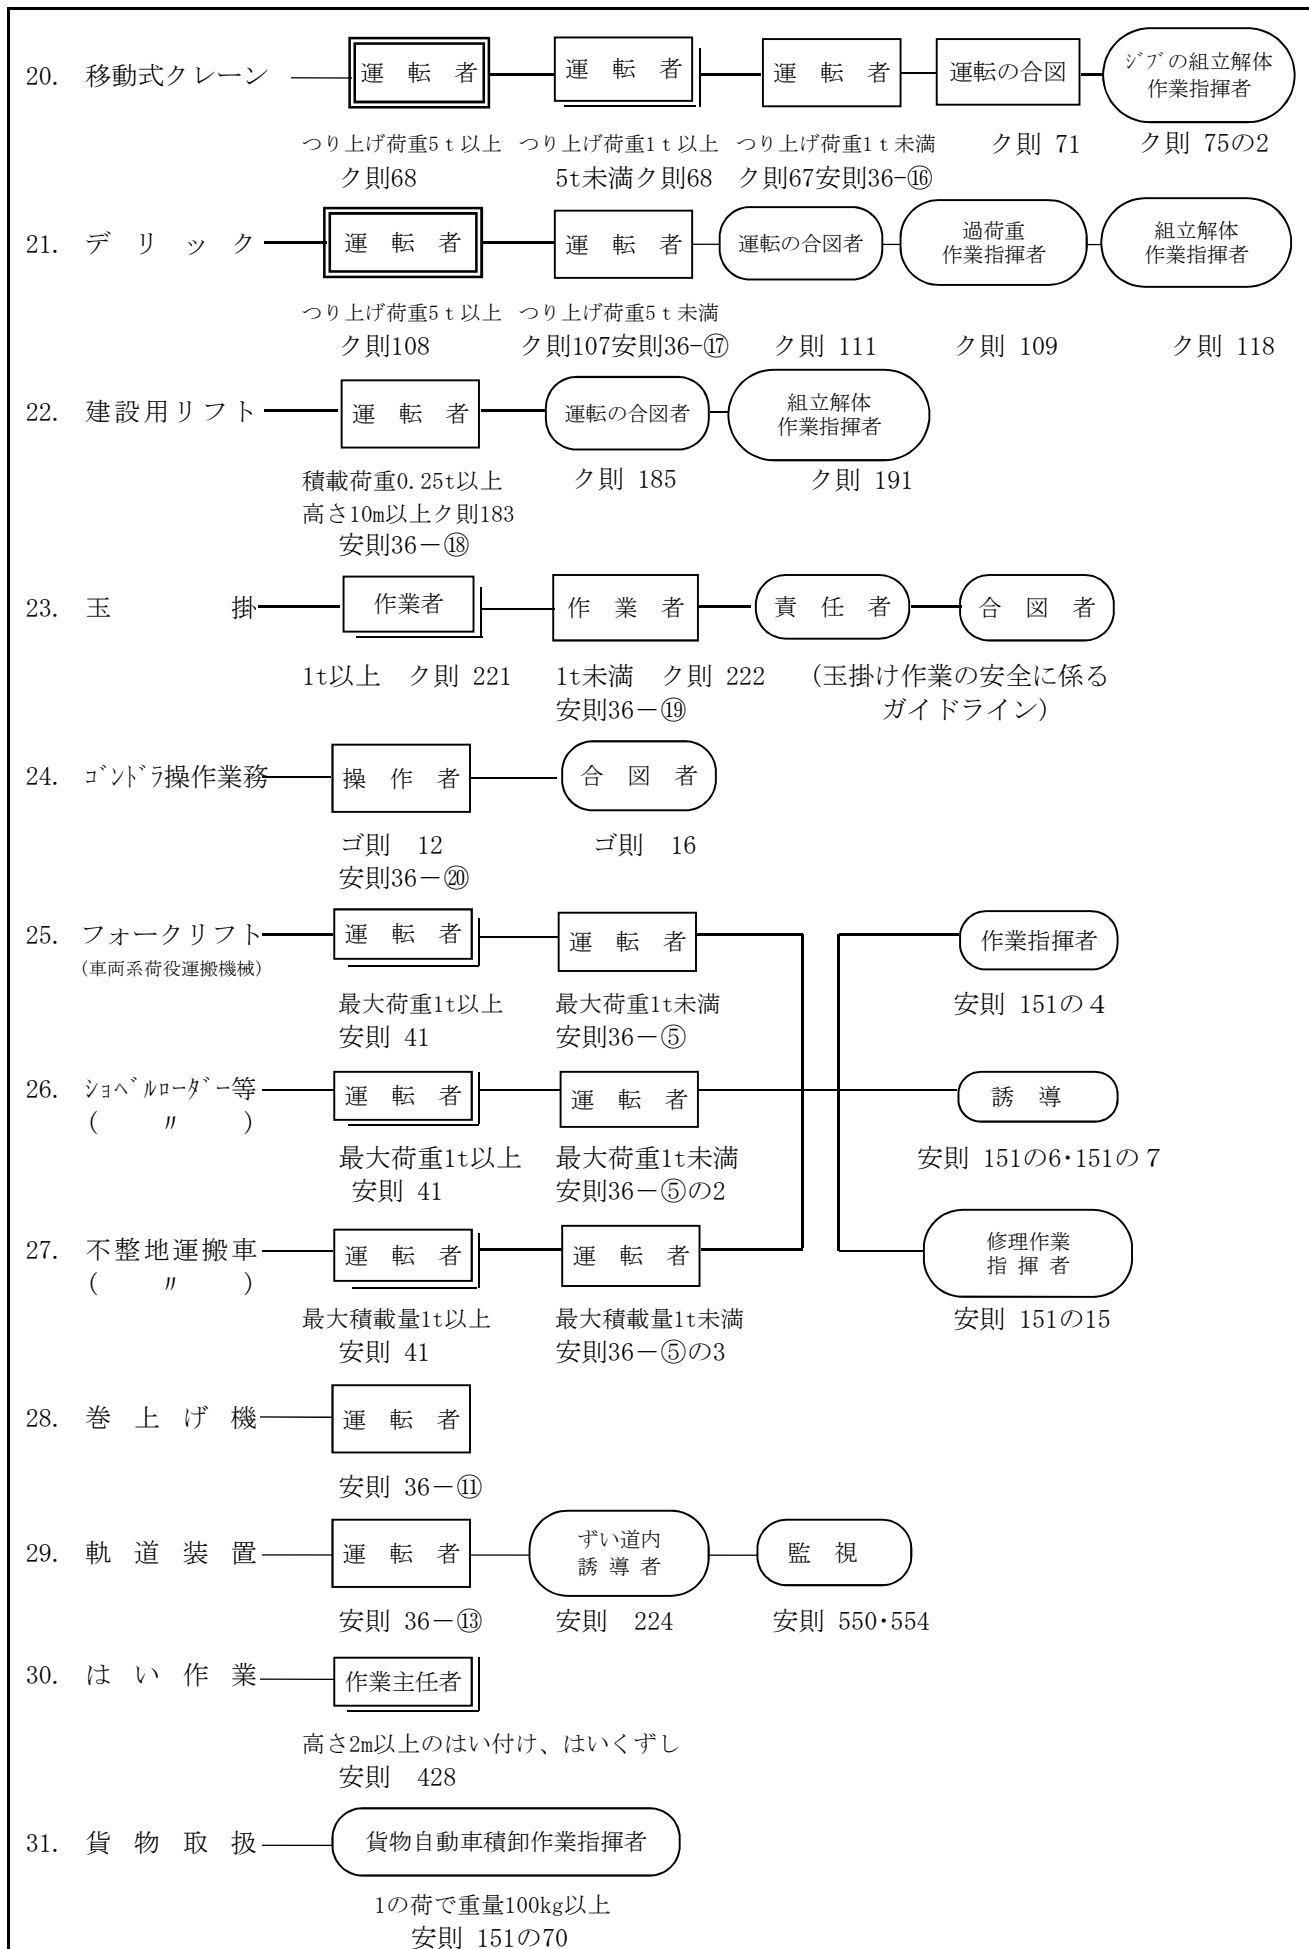 20. 移動式クレーン 運 転 者 運 転 者 運 転 者 運転の合図 ｼﾞﾌﾞの組立解体
作業指揮者
つり上げ荷重5ｔ以上 つり上げ荷重1ｔ以上 つり上げ荷重1ｔ未満 ク則 71 ク則 75の2
ク則68 5t未満ク則68 ク則67安則36-⑯
21. デ リ ッ ク 運 転 者 運 転 者 運転の合図者 過荷重 組立解体
作業指揮者 作業指揮者
つり上げ荷重5ｔ以上 つり上げ荷重5ｔ未満
ク則108 ク則107安則36-⑰ ク則 111 ク則 109 ク則 118
22. 建設用リフト 運 転 者 運転の合図者 組立解体
作業指揮者
積載荷重0.25t以上 ク則 185 ク則 191
高さ10m以上ク則183
安則36－⑱
23. 玉 掛 作業者 作 業 者 責 任 者 合 図 者
1t以上 ク則 221 1t未満 ク則 222 (玉掛け作業の安全に係る
安則36－⑲ ガイドライン)
24. ｺﾞﾝﾄﾞﾗ操作業務 操 作 者 合 図 者
ゴ則 12 ゴ則 16
安則36－⑳
25. フォークリフト 運 転 者 運 転 者 作業指揮者
(車両系荷役運搬機械)
最大荷重1t以上 最大荷重1t未満 安則 151の４
安則 41 安則36－⑤
26. ｼｮﾍﾞﾙﾛｰﾀﾞｰ等 運 転 者 運 転 者 誘 導
( 〃 )
最大荷重1t以上 最大荷重1t未満 安則 151の6･151の７
安則 41 安則36－⑤の2
27. 不整地運搬車 運 転 者 運 転 者 修理作業
( 〃 ) 指 揮 者
最大積載量1t以上 最大積載量1t未満 安則 151の15
安則 41 安則36－⑤の3
28. 巻 上 げ 機 運 転 者
安則 36－⑪
29. 軌 道 装 置 運 転 者 ずい道内 監 視
誘 導 者
安則 36－⑬ 安則 224 安則 550･554
30. は い 作 業 作業主任者
高さ2m以上のはい付け、はいくずし
安則 428
31. 貨 物 取 扱 貨物自動車積卸作業指揮者
1の荷で重量100kg以上
安則 151の70